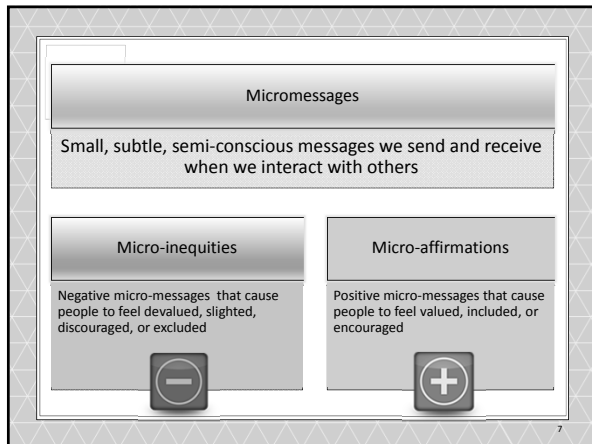 Micromessages
Small, subtle, semi-conscious messages we send and receive
when we interact with others
Micro-inequities
Negative micro-messages that cause
people to feel devalued, slighted,
discouraged, or excluded
Micro-affirmations
Positive micro-messages that cause
people to feel valued, included, or
encouraged
7